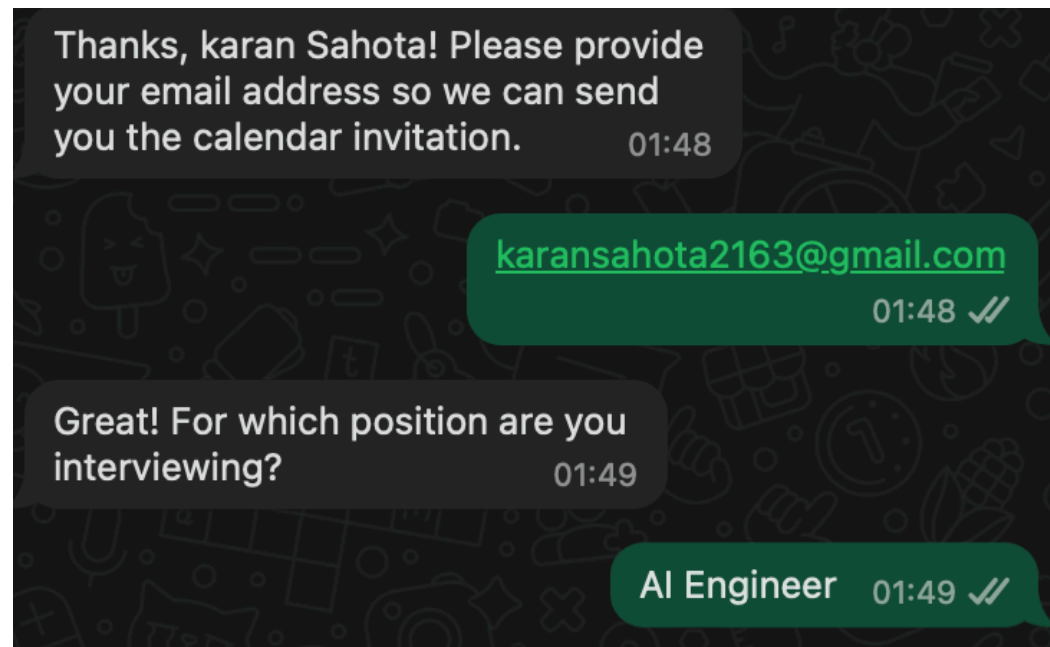 Thanks, karan Sahota! Please provide
your email address so we can send
you the calendar invitation. 01:48
karansahota2163@gmail.com
01:48
Great! For which position are you
interviewing? 01:49
AI Engineer 01:49